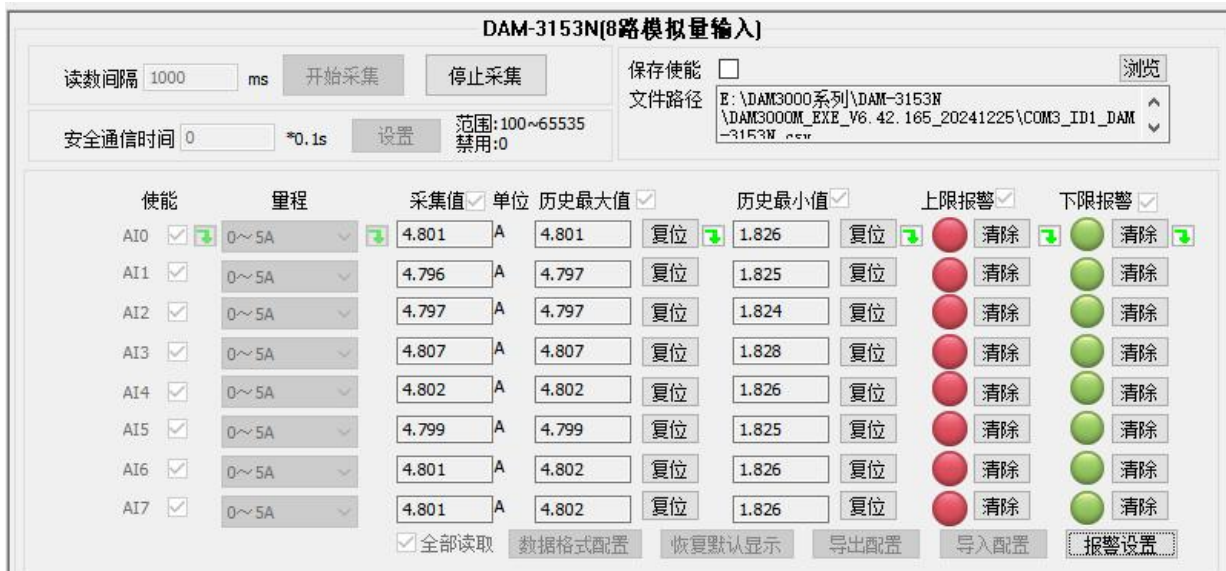 DAM-3153N(8路模拟量输入)
读数间隔 1000 ms 开始采集 停止采集
保存使能 浏览
文件路径 E:\DAM3000系列\DAM-3153N
\DAM3000M_EXE_V6.42.165_20241225\COM3_ID1_DAM
-3153N.csv
安全通信时间 0 *0.1s 设置 范围:100~65535
禁用:0
使能 量程 采集值 单位 历史最大值 历史最小值 上限报警 下限报警
AI0 0～5A 4.801 A 4.801 复位 1.826 复位 清除 清除
AI1 0～5A 4.796 A 4.797 复位 1.825 复位 清除 清除
AI2 0～5A 4.797 A 4.797 复位 1.824 复位 清除 清除
AI3 0～5A 4.807 A 4.807 复位 1.828 复位 清除 清除
AI4 0～5A 4.802 A 4.802 复位 1.826 复位 清除 清除
AI5 0～5A 4.799 A 4.799 复位 1.825 复位 清除 清除
AI6 0～5A 4.801 A 4.802 复位 1.826 复位 清除 清除
AI7 0～5A 4.801 A 4.802 复位 1.826 复位 清除 清除
全部读取 数据格式配置 恢复默认显示 导出配置 导入配置 报警设置